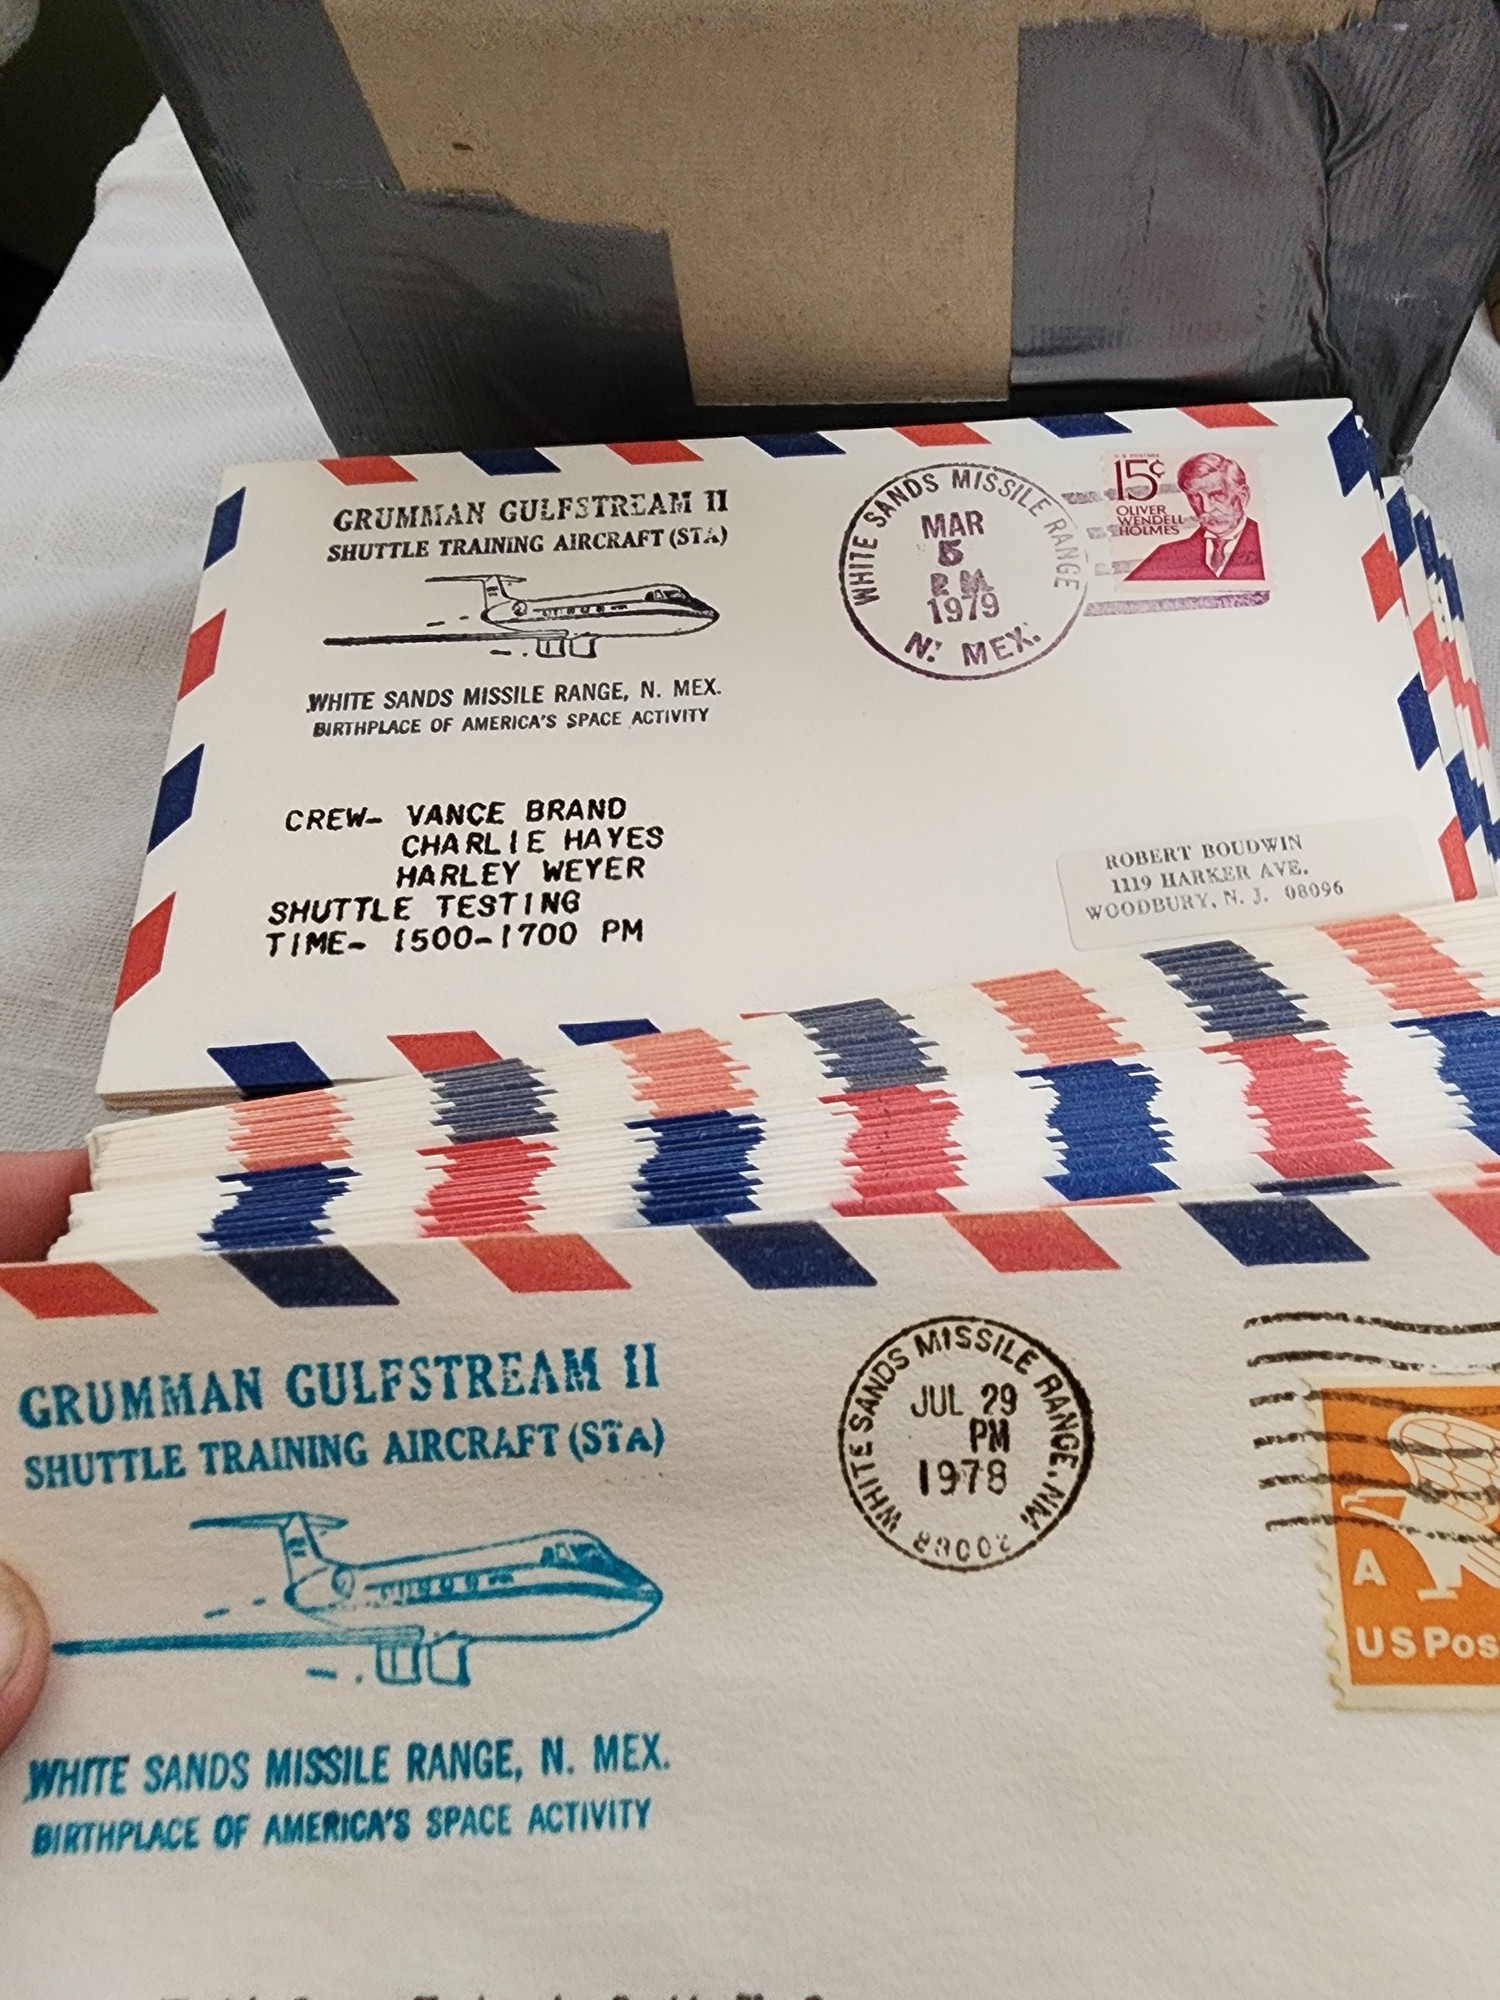 GRUMMAN GULFSTREAM II
SHUTTLE TRAINING AIRCRAFT (STA)
WHITE SANDS MISSILE RANGE, N. MEX.
BIRTHPLACE OF AMERICA'S SPACE ACTIVITY
WHITE SANDS MISSILE RANGE
MAR
5
P.M.
1979
N. MEX.
U.S. POSTAGE
15¢
OLIVER
WENDELL
HOLMES
CREW- VANCE BRAND
CHARLIE HAYES
HARLEY WEYER
SHUTTLE TESTING
TIME- 1500-1700 PM
ROBERT BOUDWIN
1119 HARKER AVE.
WOODBURY, N. J. 08096
GRUMMAN GULFSTREAM II
SHUTTLE TRAINING AIRCRAFT (STA)
WHITE SANDS MISSILE RANGE, N. MEX.
BIRTHPLACE OF AMERICA'S SPACE ACTIVITY
WHITE SANDS MISSILE RANGE, NM.
JUL 29
PM
1978
88002
A
US Pos